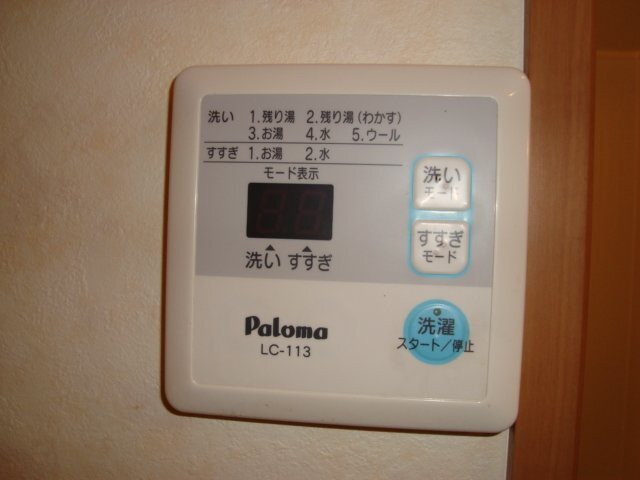 洗い 1.残り湯 2.残り湯(わかす)
3.お湯 4.水 5.ウール
すすぎ 1.お湯 2.水
モード表示
洗い すすぎ
洗い
モード
すすぎ
モード
Paloma
LC-113
洗濯
スタート/停止